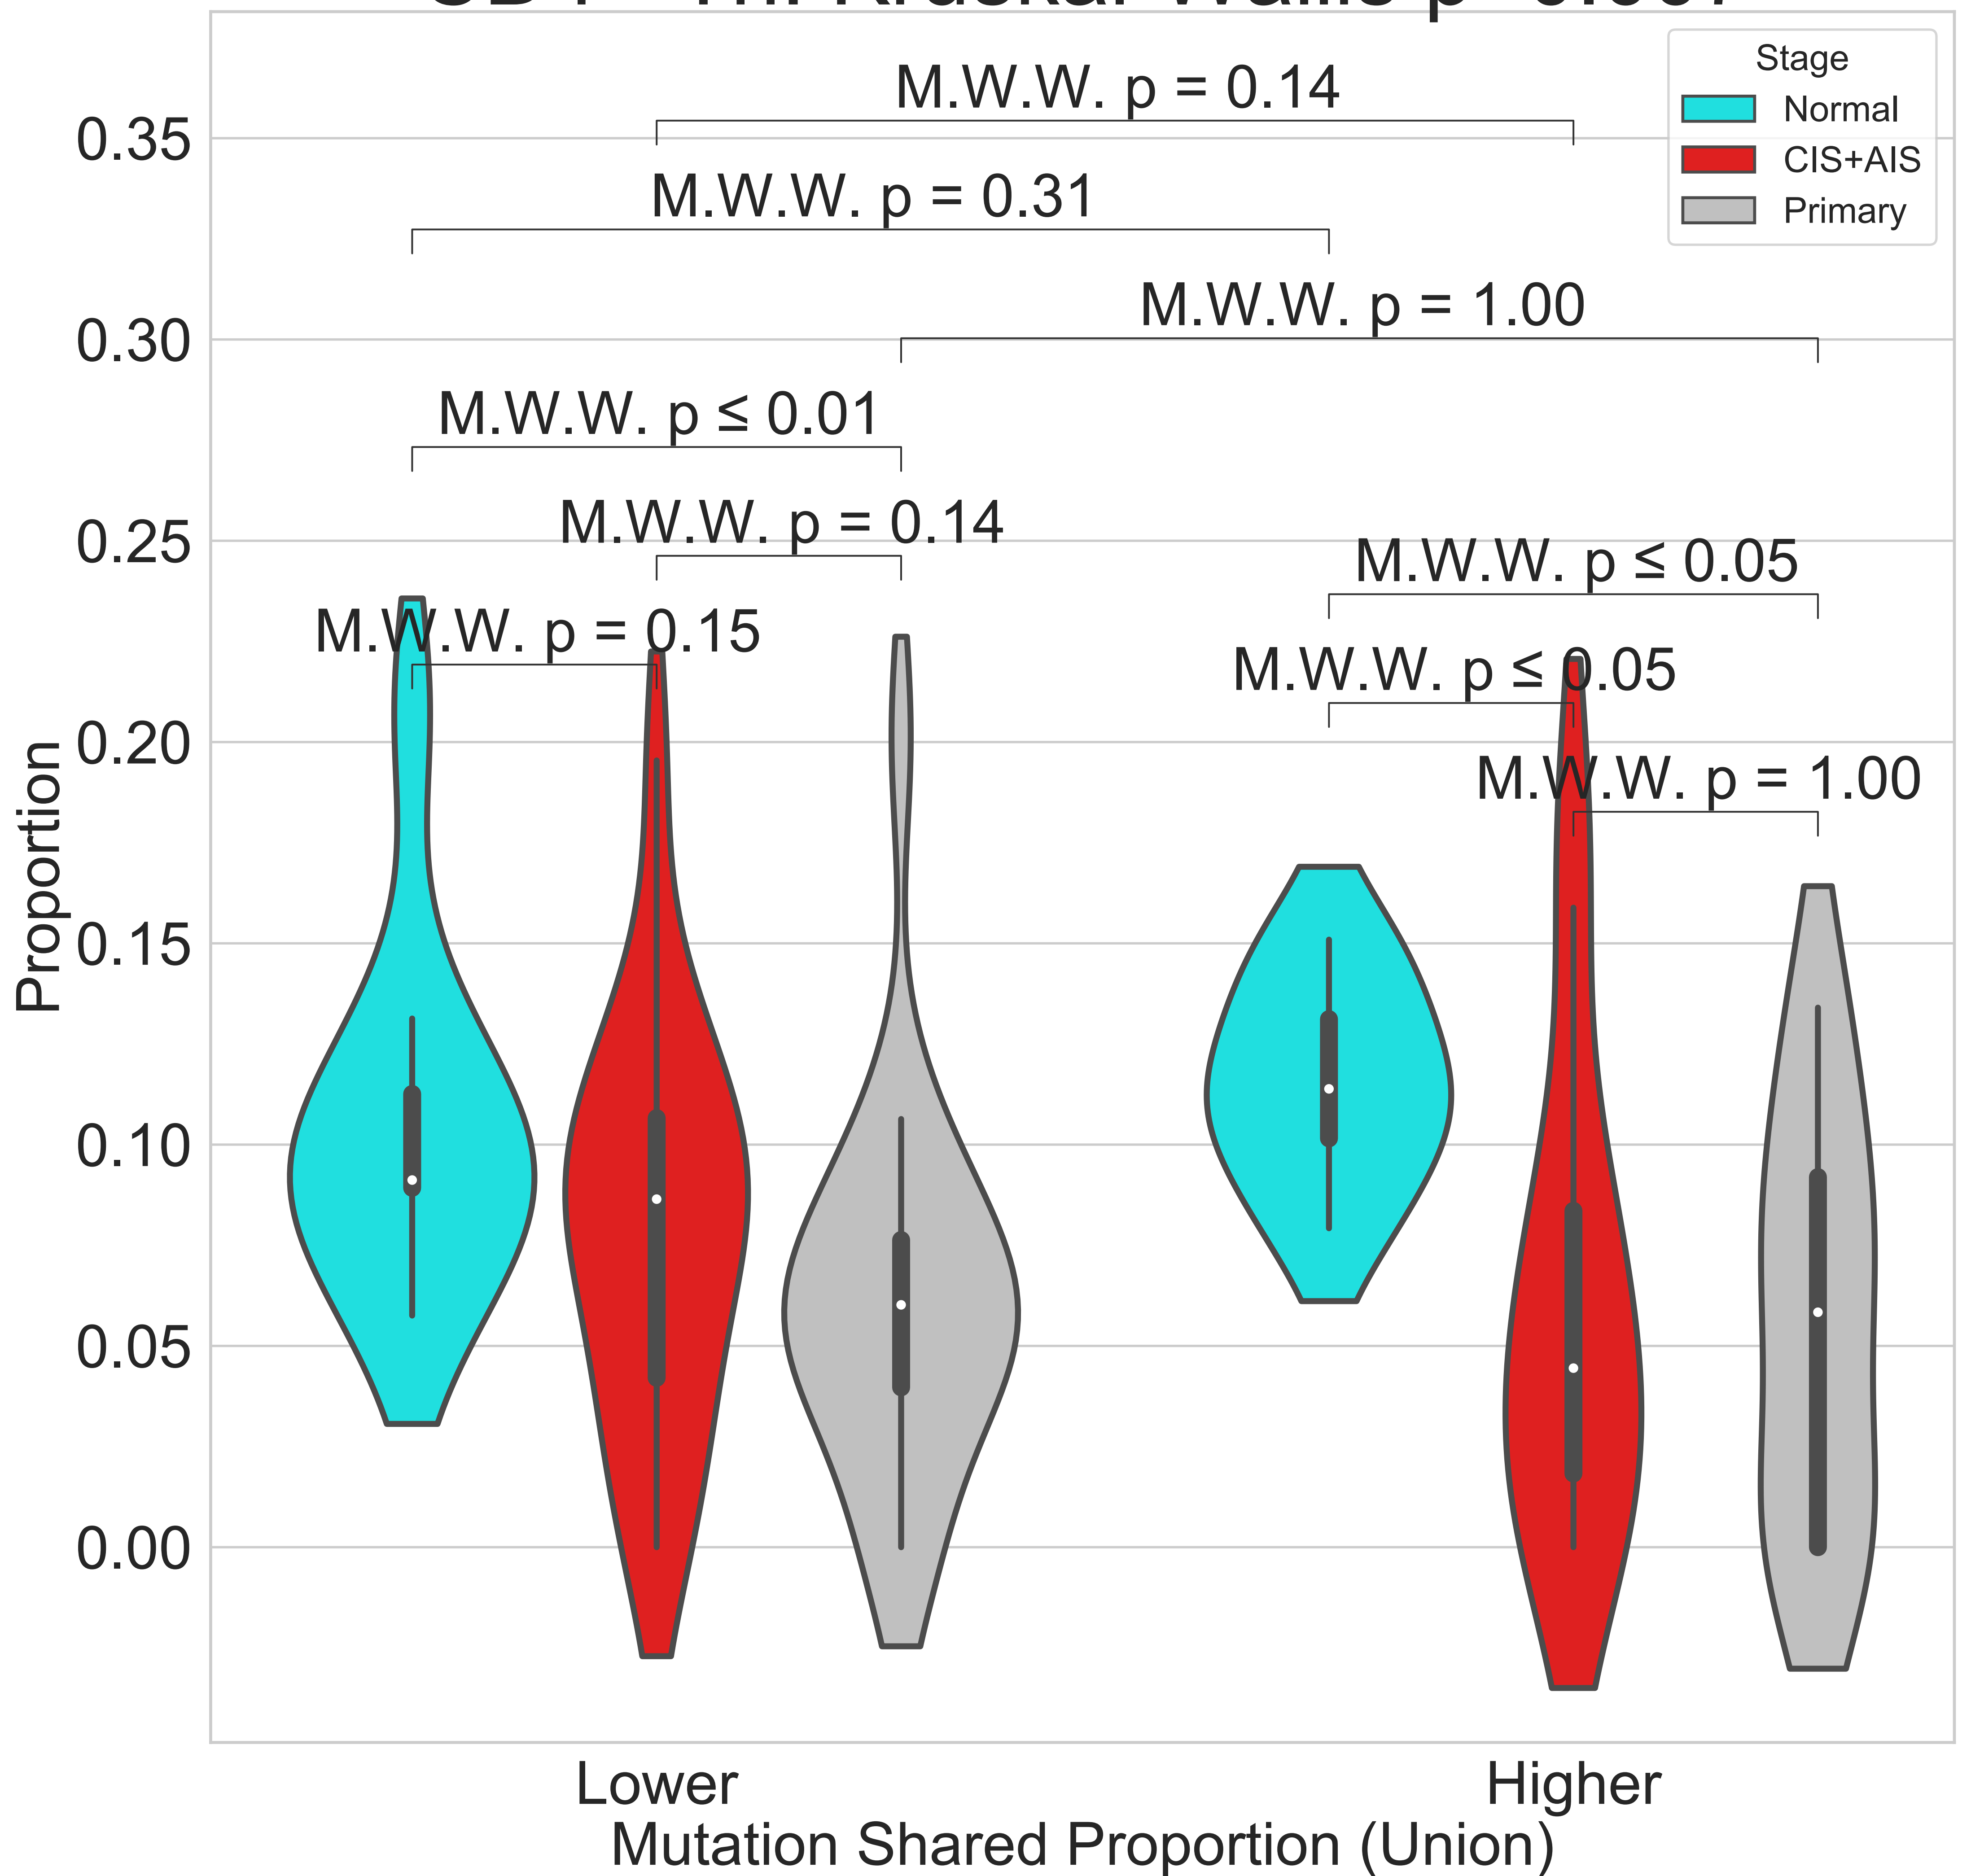 Stage
Normal
CIS+AIS
Primary
M.W.W. p = 0.14
M.W.W. p = 0.31
M.W.W. p = 1.00
M.W.W. p ≤ 0.01
M.W.W. p = 0.14
M.W.W. p = 0.15
M.W.W. p ≤ 0.05
M.W.W. p ≤ 0.05
M.W.W. p = 1.00
0.35
0.30
0.25
0.20
0.15
0.10
0.05
0.00
Proportion
Lower
Higher
Mutation Shared Proportion (Union)